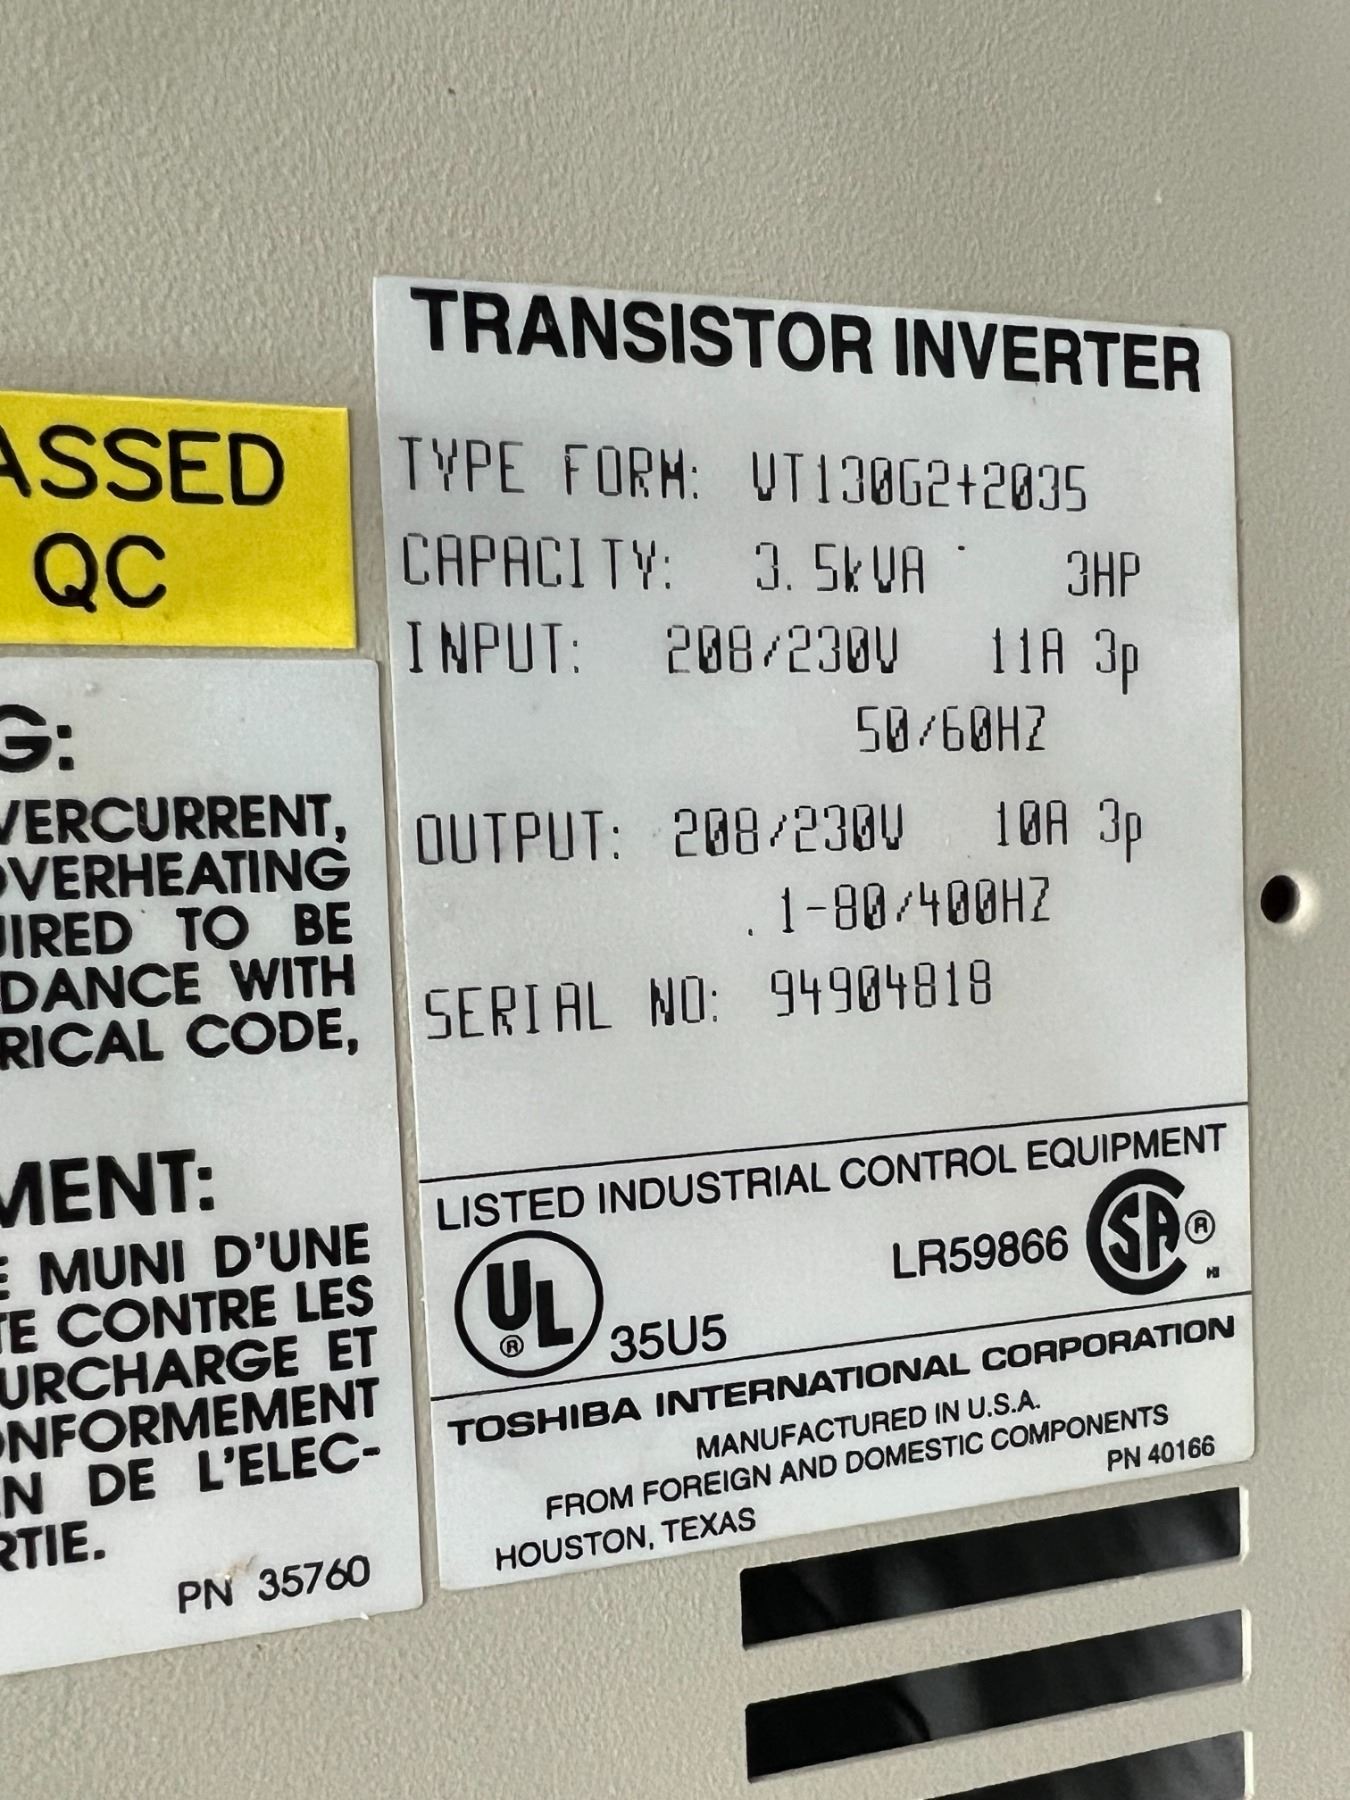 TRANSISTOR INVERTER
TYPE FORM: VT130G2+2035
CAPACITY: 3.5kVA 3HP
INPUT: 208/230V 11A 3p
50/60HZ
OUTPUT: 208/230V 10A 3p
.1-80/400HZ
SERIAL NO: 94904818
LISTED INDUSTRIAL CONTROL EQUIPMENT
UL ® 35U5 LR59866 SA ®
TOSHIBA INTERNATIONAL CORPORATION
MANUFACTURED IN U.S.A.
FROM FOREIGN AND DOMESTIC COMPONENTS
HOUSTON, TEXAS PN 40166
ASSED
QC
G:
VERCURRENT,
OVERHEATING
UIRED TO BE
DANCE WITH
RICAL CODE,
MENT:
E MUNI D'UNE
TE CONTRE LES
URCHARGE ET
ONFORMEMENT
EN DE L'ELEC-
RTIE.
PN 35760